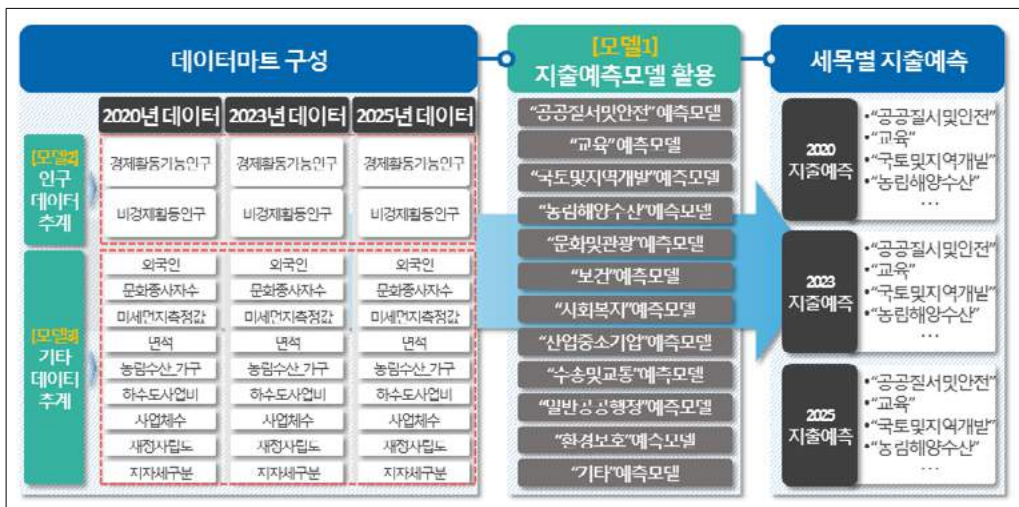 데이터마트 구성
2020년 데이터 2023년 데이터 2025년 데이터
[모델2]
인구
데이터
추계
경제활동가능인구 경제활동가능인구 경제활동가능인구
비경제활동인구 비경제활동인구 비경제활동인구
[모델3]
기타
데이터
추계
외국인 외국인 외국인
문화종사자수 문화종사자수 문화종사자수
미세먼지측정값 미세먼지측정값 미세먼지측정값
면적 면적 면적
농림수산_가구 농림수산_가구 농림수산_가구
하수도사업비 하수도사업비 하수도사업비
사업체수 사업체수 사업체수
재정자립도 재정자립도 재정자립도
지자체구분 지자체구분 지자체구분
[모델1]
지출예측모델 활용
“공공질서및안전”예측모델
“교육”예측모델
“국토및지역개발”예측모델
“농림해양수산”예측모델
“문화및관광”예측모델
“보건”예측모델
“사회복지”예측모델
“산업중소기업”예측모델
“수송및교통”예측모델
“일반공공행정”예측모델
“환경보호”예측모델
“기타”예측모델
세목별 지출예측
2020
지출예측
•“공공질서및안전”
•“교육”
•“국토및지역개발”
•“농림해양수산”
…
2023
지출예측
•“공공질서및안전”
•“교육”
•“국토및지역개발”
•“농림해양수산”
…
2025
지출예측
•“공공질서및안전”
•“교육”
•“국토및지역개발”
•“농림해양수산”
…